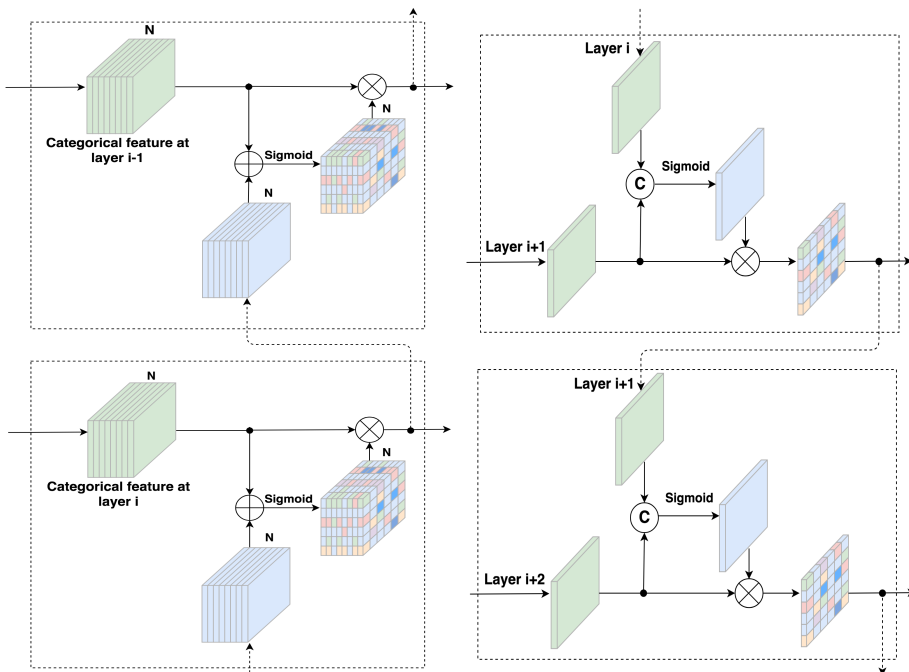 N
Categorical feature at
layer i-1
N
Sigmoid
N
N
Categorical feature at
layer i
N
Sigmoid
N
Layer i
C
Sigmoid
Layer i+1
Layer i+1
C
Sigmoid
Layer i+2